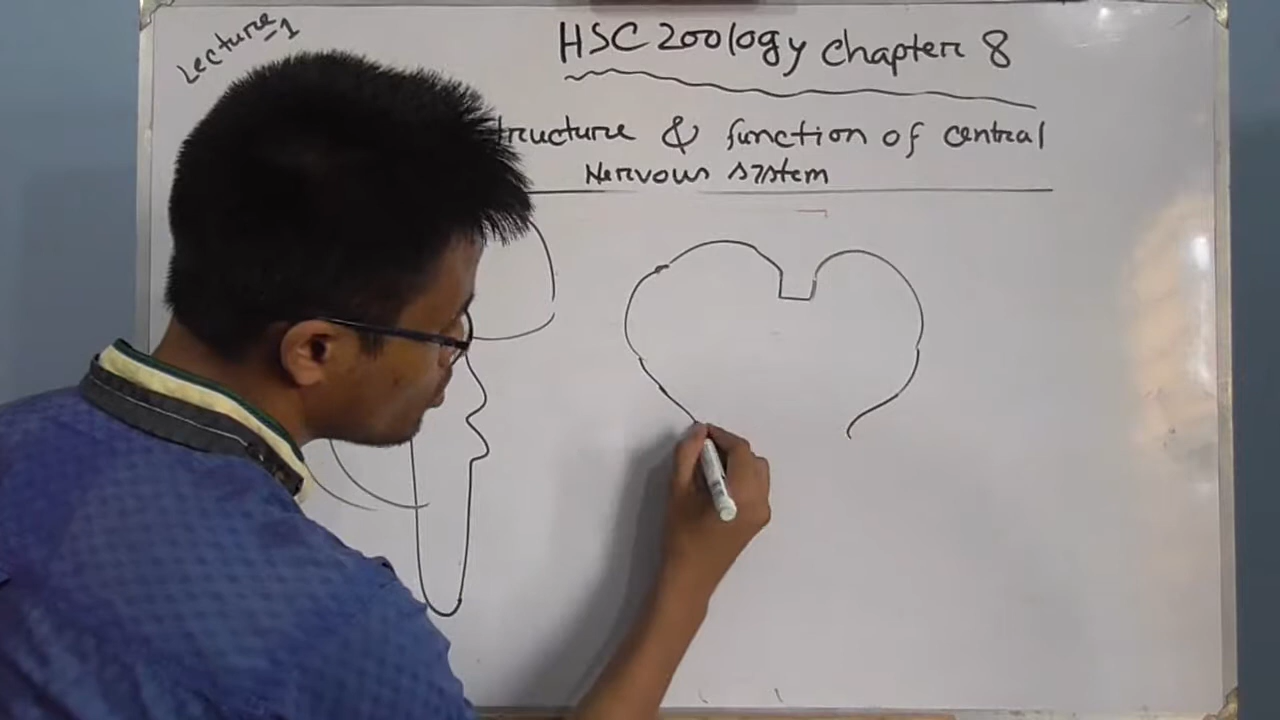 Lecture-1
HSC Zoology Chapter 8
tructure & function of central
Nervous system